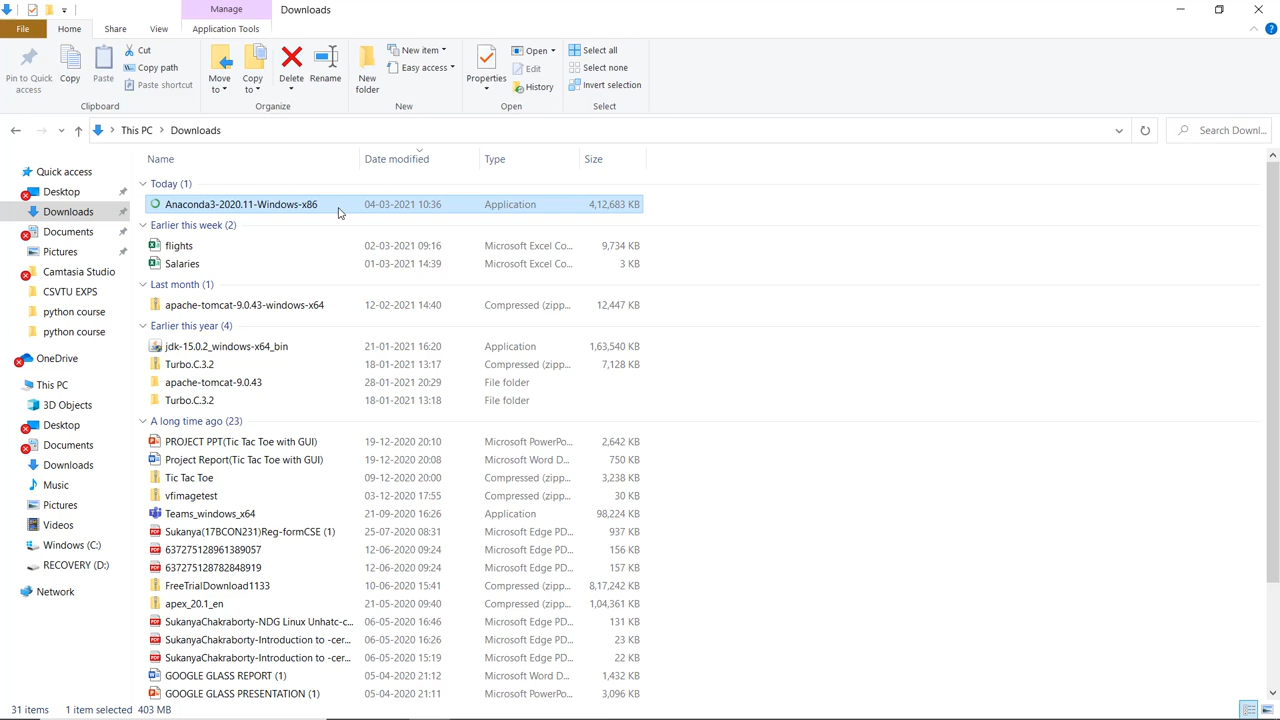 Manage
Downloads
File
Home
Share
View
Application Tools
Pin to Quick access
Copy
Paste
Cut
Copy path
Paste shortcut
Clipboard
Move to
Copy to
Delete
Rename
Organize
New folder
New item
Easy access
New
Properties
Open
Edit
History
Open
Select all
Select none
Invert selection
Select
This PC
Downloads
Search Downl...
Name
Date modified
Type
Size
Quick access
Desktop
Downloads
Documents
Pictures
Camtasia Studio
CSVTU EXPS
python course
python course
OneDrive
This PC
3D Objects
Desktop
Documents
Downloads
Music
Pictures
Videos
Windows (C:)
RECOVERY (D:)
Network
Today (1)
Anaconda3-2020.11-Windows-x86 04-03-2021 10:36 Application 4,12,683 KB
Earlier this week (2)
flights 02-03-2021 09:16 Microsoft Excel Co... 9,734 KB
Salaries 01-03-2021 14:39 Microsoft Excel Co... 3 KB
Last month (1)
apache-tomcat-9.0.43-windows-x64 12-02-2021 14:40 Compressed (zipp... 12,447 KB
Earlier this year (4)
jdk-15.0.2_windows-x64_bin 21-01-2021 16:20 Application 1,63,540 KB
Turbo.C.3.2 18-01-2021 13:17 Compressed (zipp... 7,128 KB
apache-tomcat-9.0.43 28-01-2021 20:29 File folder
Turbo.C.3.2 18-01-2021 13:18 File folder
A long time ago (23)
PROJECT PPT(Tic Tac Toe with GUI) 19-12-2020 20:10 Microsoft PowerPo... 2,642 KB
Project Report(Tic Tac Toe with GUI) 19-12-2020 20:08 Microsoft Word D... 750 KB
Tic Tac Toe 09-12-2020 20:00 Compressed (zipp... 3,238 KB
vfimagetest 03-12-2020 17:55 Compressed (zipp... 30 KB
Teams_windows_x64 21-09-2020 16:26 Application 98,224 KB
Sukanya(17BCON231)Reg-formCSE (1) 25-07-2020 08:31 Microsoft Edge PD... 937 KB
637275128961389057 12-06-2020 09:24 Microsoft Edge PD... 156 KB
637275128782848919 12-06-2020 09:24 Microsoft Edge PD... 157 KB
FreeTrialDownload1133 10-06-2020 15:41 Compressed (zipp... 8,17,242 KB
apex_20.1_en 21-05-2020 09:40 Compressed (zipp... 1,04,361 KB
SukanyaChakraborty-NDG Linux Unhatc-c... 06-05-2020 16:46 Microsoft Edge PD... 131 KB
SukanyaChakraborty-Introduction to -cer... 06-05-2020 16:26 Microsoft Edge PD... 23 KB
SukanyaChakraborty-Introduction to -cer... 06-05-2020 15:19 Microsoft Edge PD... 22 KB
GOOGLE GLASS REPORT (1) 05-04-2020 21:12 Microsoft Word D... 1,432 KB
GOOGLE GLASS PRESENTATION (1) 05-04-2020 21:11 Microsoft PowerPo... 3,096 KB
31 items
1 item selected 403 MB